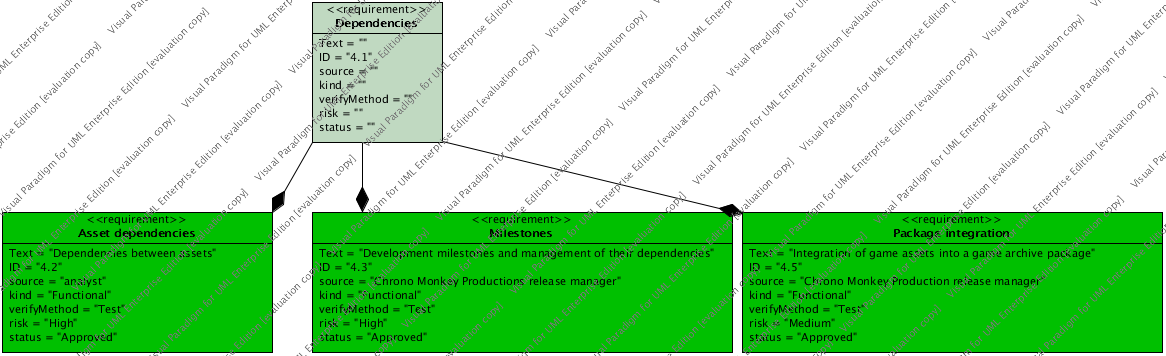 <<requirement>>
Dependencies
Text = ""
ID = "4.1"
source = ""
kind = ""
verifyMethod = ""
risk = ""
status = ""
<<requirement>>
Asset dependencies
Text = "Dependencies between assets"
ID = "4.2"
source = "analyst"
kind = "Functional"
verifyMethod = "Test"
risk = "High"
status = "Approved"
<<requirement>>
Milestones
Text = "Development milestones and management of their dependencies"
ID = "4.3"
source = "Chrono Monkey Productions release manager"
kind = "Functional"
verifyMethod = "Test"
risk = "High"
status = "Approved"
<<requirement>>
Package integration
Text = "Integration of game assets into a game archive package"
ID = "4.5"
source = "Chrono Monkey Production release manager"
kind = "Functional"
verifyMethod = "Test"
risk = "Medium"
status = "Approved"
Visual Paradigm for UML Enterprise Edition [evaluation copy]